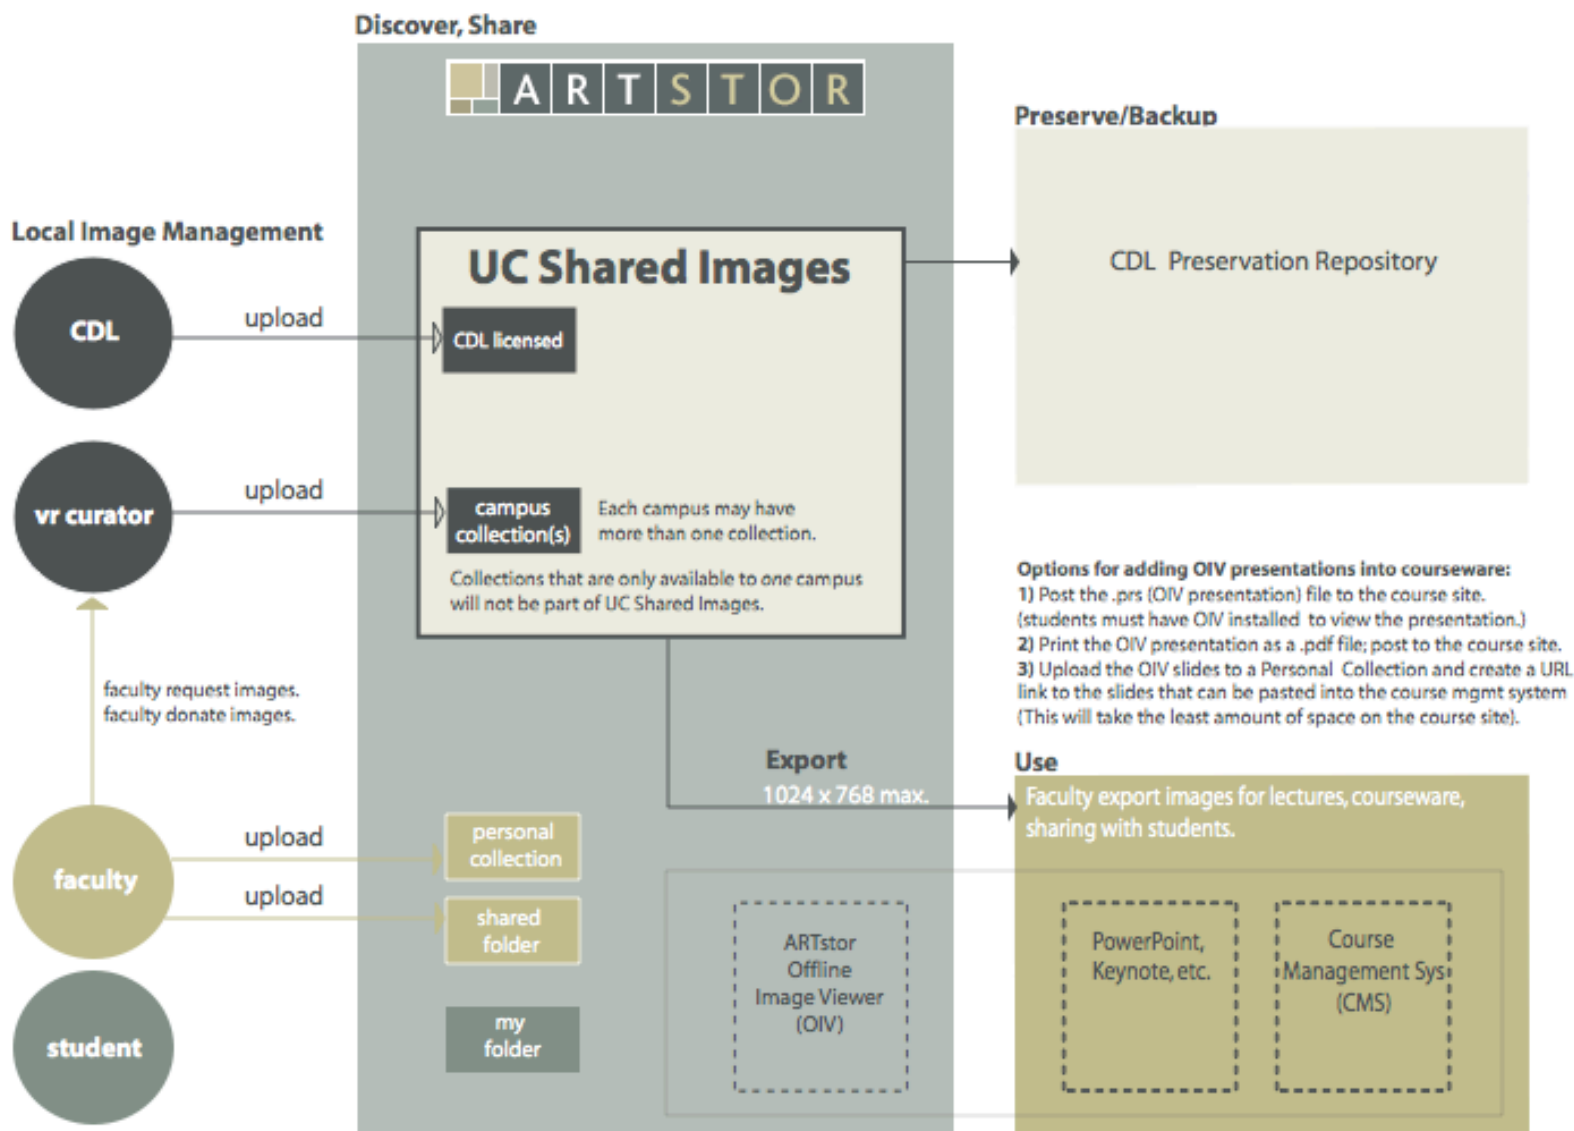 Discover, Share
ARTSTOR
Local Image Management
CDL
upload
vr curator
upload
faculty request images.
faculty donate images.
faculty
upload
upload
student
UC Shared Images
CDL licensed
campus
collection(s)
Each campus may have
more than one collection.
Collections that are only available to one campus
will not be part of UC Shared Images.
Export
1024 x 768 max.
personal
collection
shared
folder
my
folder
ARTstor
Offline
Image Viewer
(OIV)
Preserve/Backup
CDL Preservation Repository
Options for adding OIV presentations into courseware:
1) Post the .prs (OIV presentation) file to the course site.
(students must have OIV installed to view the presentation.)
2) Print the OIV presentation as a .pdf file; post to the course site.
3) Upload the OIV slides to a Personal Collection and create a URL
link to the slides that can be pasted into the course mgmt system
(This will take the least amount of space on the course site).
Use
Faculty export images for lectures, courseware,
sharing with students.
PowerPoint,
Keynote, etc.
Course
Management Sys
(CMS)